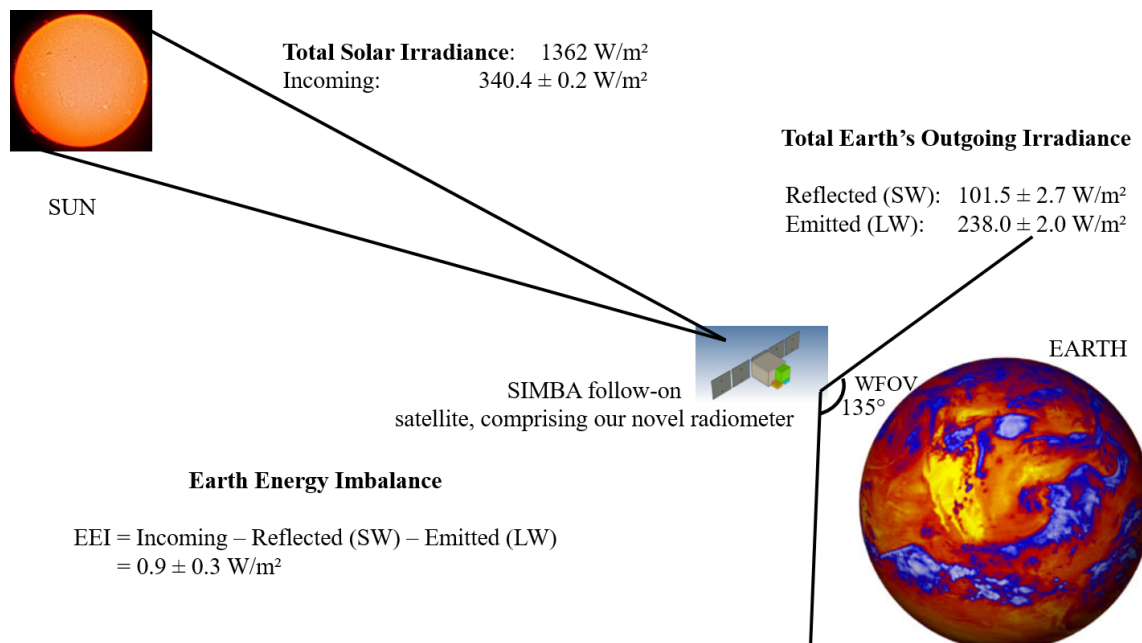 Total Solar Irradiance: 1362 W/m²
Incoming: 340.4 ± 0.2 W/m²
Total Earth's Outgoing Irradiance
Reflected (SW): 101.5 ± 2.7 W/m²
Emitted (LW): 238.0 ± 2.0 W/m²
SUN
EARTH
WFOV
135°
SIMBA follow-on
satellite, comprising our novel radiometer
Earth Energy Imbalance
EEI = Incoming – Reflected (SW) – Emitted (LW)
= 0.9 ± 0.3 W/m²